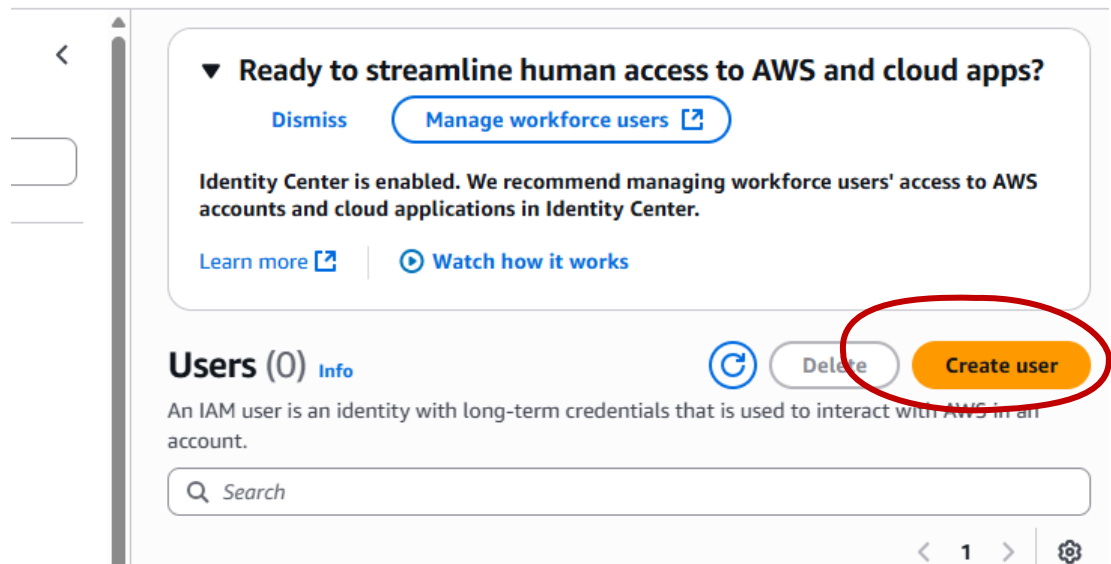 Ready to streamline human access to AWS and cloud apps?
Dismiss Manage workforce users
Identity Center is enabled. We recommend managing workforce users' access to AWS
accounts and cloud applications in Identity Center.
Learn more Watch how it works
Users (0) Info Delete Create user
An IAM user is an identity with long-term credentials that is used to interact with AWS in an
account.
Search
1